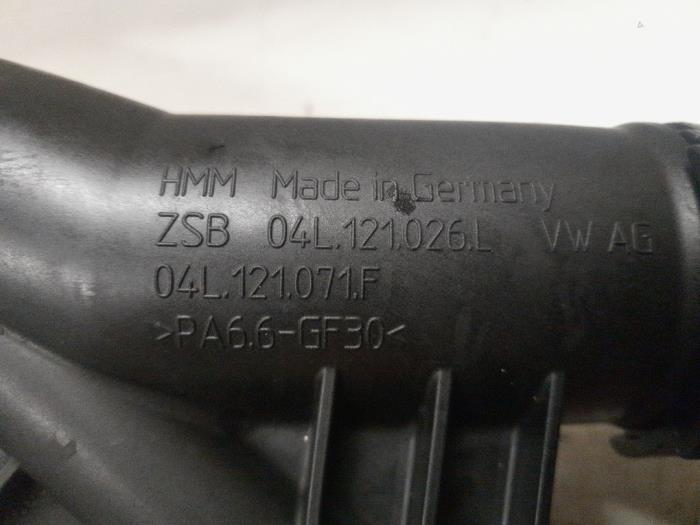 HMM Made in Germany
ZSB 04L.121.026.L VW AG
04L.121.071.F
>PA6.6-GF30<